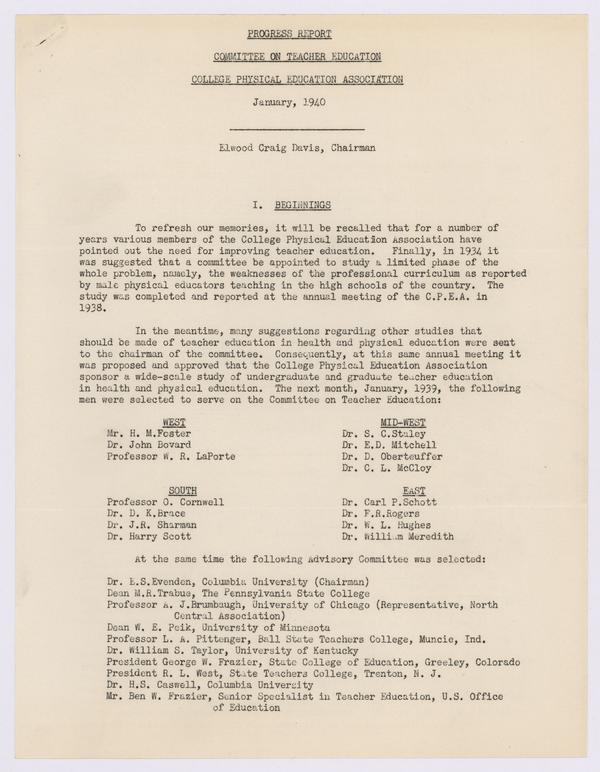 PROGRESS REPORT
COMMITTEE ON TEACHER EDUCATION
COLLEGE PHYSICAL EDUCATION ASSOCIATION
January, 1940
Elwood Craig Davis, Chairman
I. BEGINNINGS
To refresh our memories, it will be recalled that for a number of
years various members of the College Physical Education Association have
pointed out the need for improving teacher education. Finally, in 1934 it
was suggested that a committee be appointed to study a limited phase of the
whole problem, namely, the weaknesses of the professional curriculum as reported
by male physical educators teaching in the high schools of the country. The
study was completed and reported at the annual meeting of the C.P.E.A. in
1938.
In the meantime, many suggestions regarding other studies that
should be made of teacher education in health and physical education were sent
to the chairman of the committee. Consequently, at this same annual meeting it
was proposed and approved that the College Physical Education Association
sponsor a wide-scale study of undergraduate and graduate teacher education
in health and physical education. The next month, January, 1939, the following
men were selected to serve on the Committee on Teacher Education:
WEST
Mr. H. M.Foster
Dr. John Bovard
Professor W. R. LaPorte
MID-WEST
Dr. S. C.Staley
Dr. E.D. Mitchell
Dr. D. Oberteuffer
Dr. C. L. McCloy
SOUTH
Professor O. Cornwell
Dr. D. K.Brace
Dr. J.R. Sharman
Dr. Harry Scott
EAST
Dr. Carl P.Schott
Dr. F.R.Rogers
Dr. W. L. Hughes
Dr. William Meredith
At the same time the following Advisory Committee was selected:
Dr. E.S.Evenden, Columbia University (Chairman)
Dean M.R.Trabue, The Pennsylvania State College
Professor A. J.Brumbaugh, University of Chicago (Representative, North
Central Association)
Dean W. E. Peik, University of Minnesota
Professor L. A. Pittenger, Ball State Teachers College, Muncie, Ind.
Dr. William S. Taylor, University of Kentucky
President George W. Frazier, State College of Education, Greeley, Colorado
President R. L. West, State Teachers College, Trenton, N. J.
Dr. H.S. Caswell, Columbia University
Mr. Ben W. Frazier, Senior Specialist in Teacher Education, U.S. Office
of Education